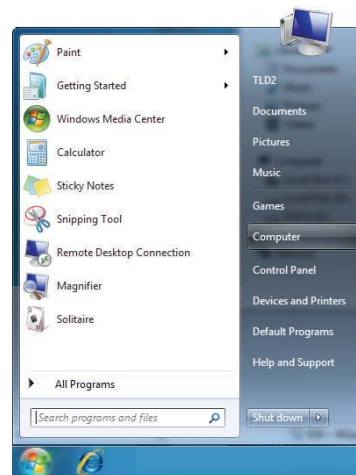 Paint
Getting Started
Windows Media Center
Calculator
Sticky Notes
Snipping Tool
Remote Desktop Connection
Magnifier
Solitaire
All Programs
Search programs and files
TLD2
Documents
Pictures
Music
Games
Computer
Control Panel
Devices and Printers
Default Programs
Help and Support
Shut down